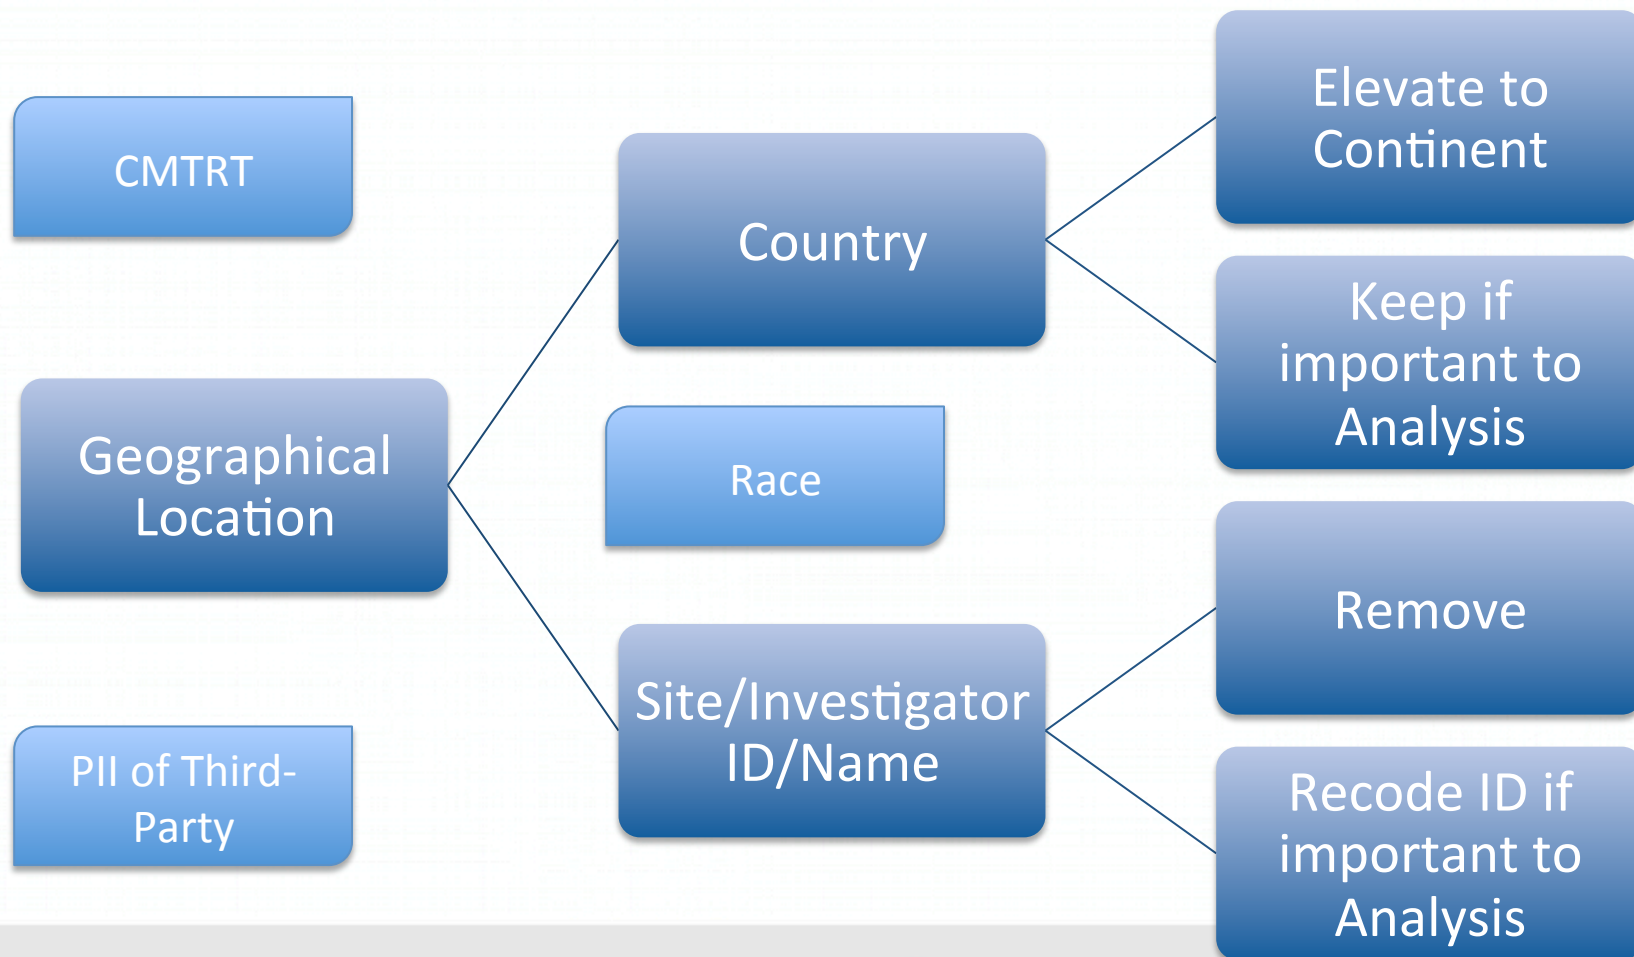 CMTRT
Geographical
Location
PII of Third-
Party
Country
Race
Site/Investigator
ID/Name
Elevate to
Continent
Keep if
important to
Analysis
Remove
Recode ID if
important to
Analysis